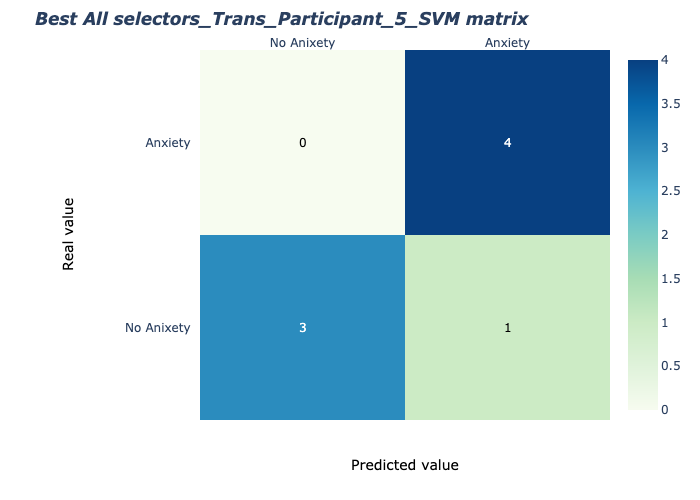 Best All selectors_Trans_Participant_5_SVM matrix
No Anixety
Anxiety
Anxiety
0
4
No Anixety
3
1
Real value
Predicted value
4
3.5
3
2.5
2
1.5
1
0.5
0